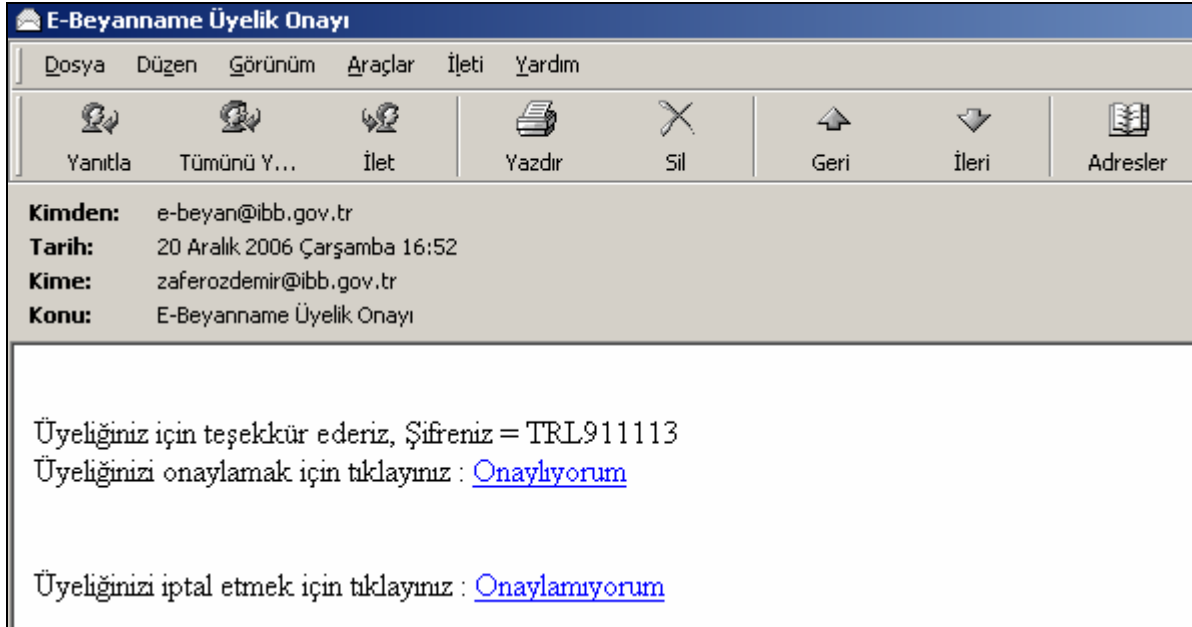 E-Beyanname Üyelik Onayı
Dosya Düzen Görünüm Araçlar İleti Yardım
Yanıtla Tümünü Y... İlet Yazdır Sil Geri İleri Adresler
Kimden: e-beyan@ibb.gov.tr
Tarih: 20 Aralık 2006 Çarşamba 16:52
Kime: zaferozdemir@ibb.gov.tr
Konu: E-Beyanname Üyelik Onayı
Üyeliğiniz için teşekkür ederiz, Şifreniz = TRL911113
Üyeliğinizi onaylamak için tıklayınız : Onaylıyorum
Üyeliğinizi iptal etmek için tıklayınız : Onaylamıyorum